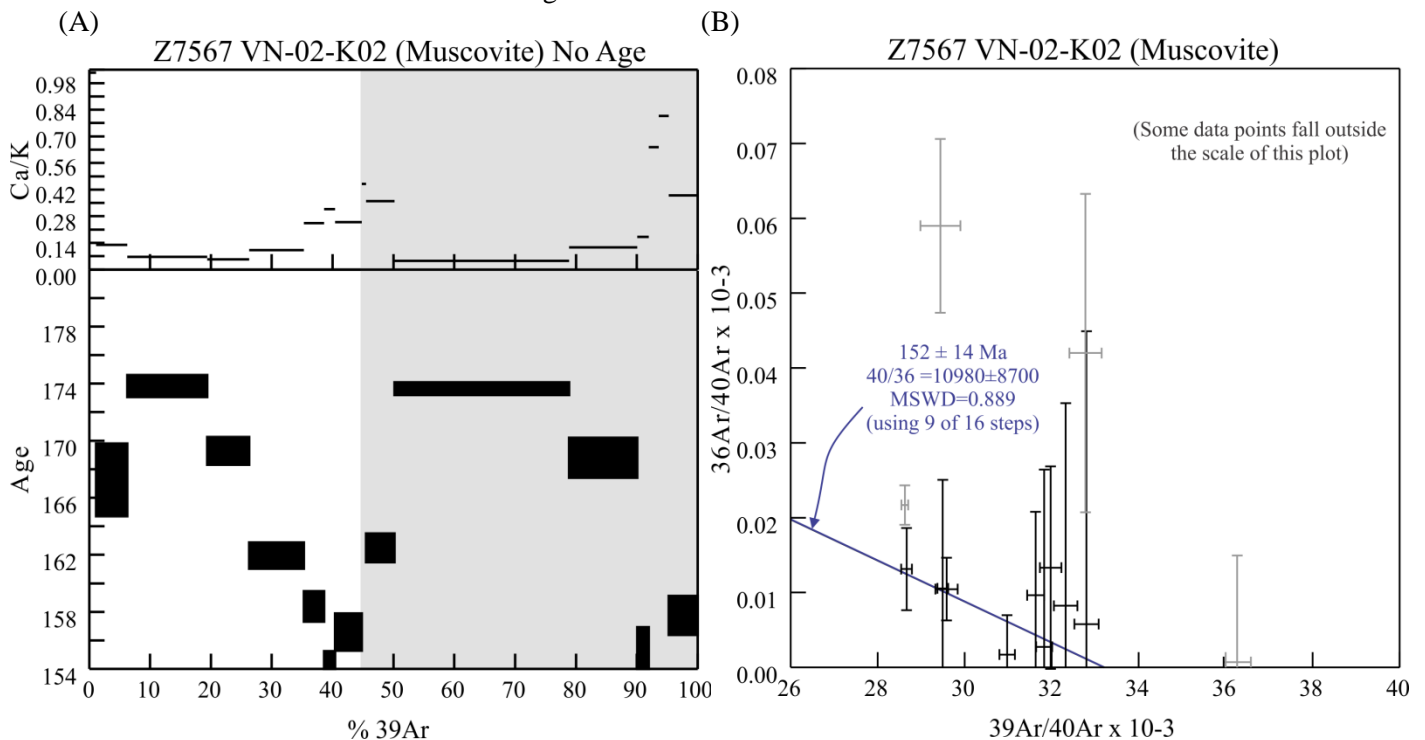 (A)
Z7567 VN-02-K02 (Muscovite) No Age
Ca/K
0.98
0.84
0.70
0.56
0.42
0.28
0.14
0.00
Age
178
174
170
166
162
158
154
0 10 20 30 40 50 60 70 80 90 100
% 39Ar
(B)
Z7567 VN-02-K02 (Muscovite)
36Ar/40Ar x 10-3
0.08
0.07
0.06
0.05
0.04
0.03
0.02
0.01
0.00
(Some data points fall outside
the scale of this plot)
152 ± 14 Ma
40/36 =10980±8700
MSWD=0.889
(using 9 of 16 steps)
26 28 30 32 34 36 38 40
39Ar/40Ar x 10-3